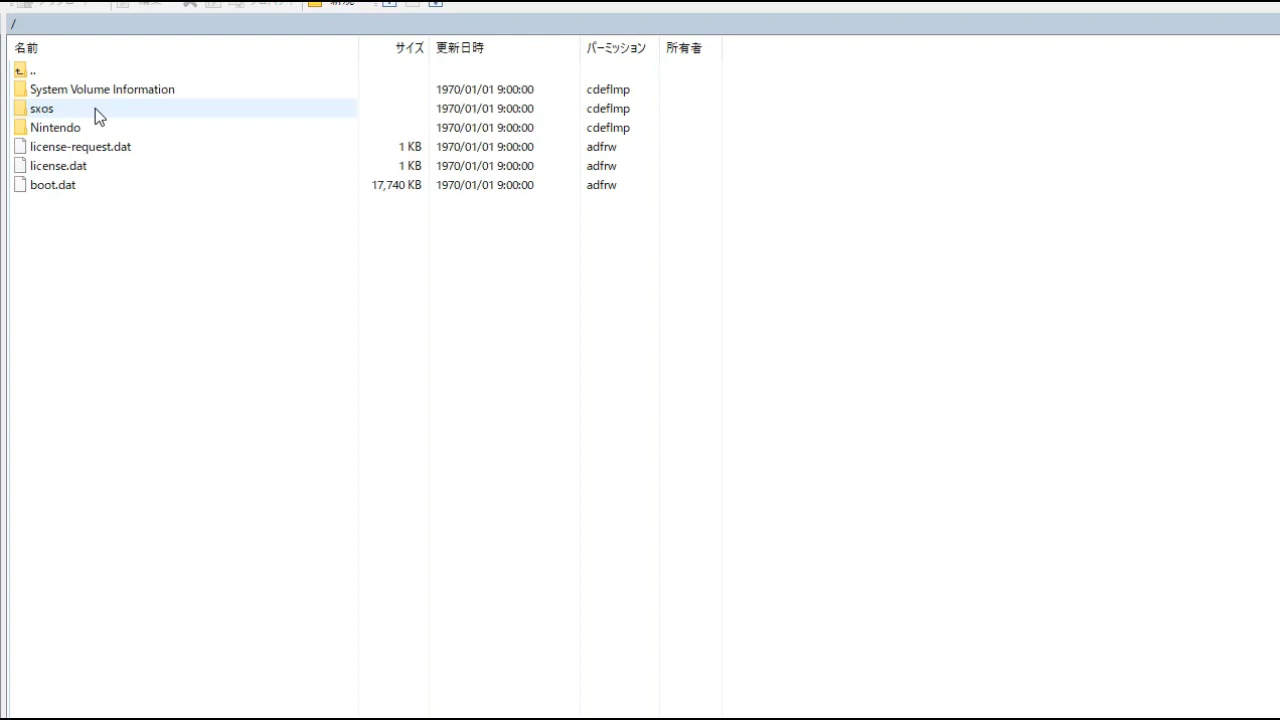 /
名前 サイズ 更新日時 パーミッション 所有者
..
System Volume Information 1970/01/01 9:00:00 cdeflmp
sxos 1970/01/01 9:00:00 cdeflmp
Nintendo 1970/01/01 9:00:00 cdeflmp
license-request.dat 1 KB 1970/01/01 9:00:00 adfrw
license.dat 1 KB 1970/01/01 9:00:00 adfrw
boot.dat 17,740 KB 1970/01/01 9:00:00 adfrw